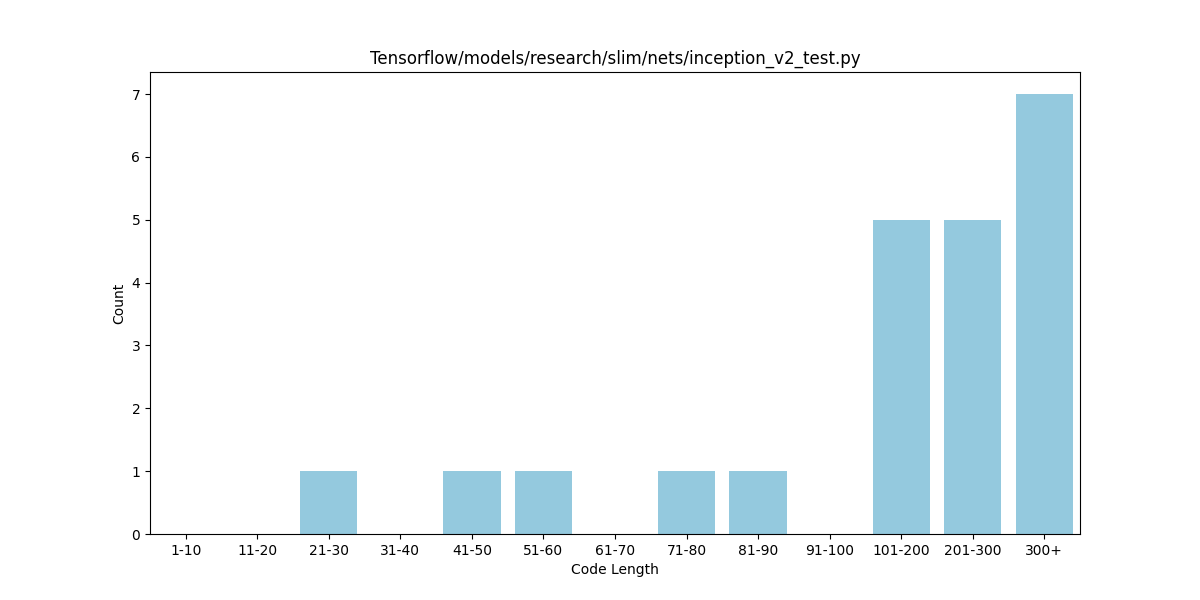 Tensorflow/models/research/slim/nets/inception_v2_test.py
7
6
5
4
3
2
1
0
Count
1-10 11-20 21-30 31-40 41-50 51-60 61-70 71-80 81-90 91-100 101-200 201-300 300+
Code Length